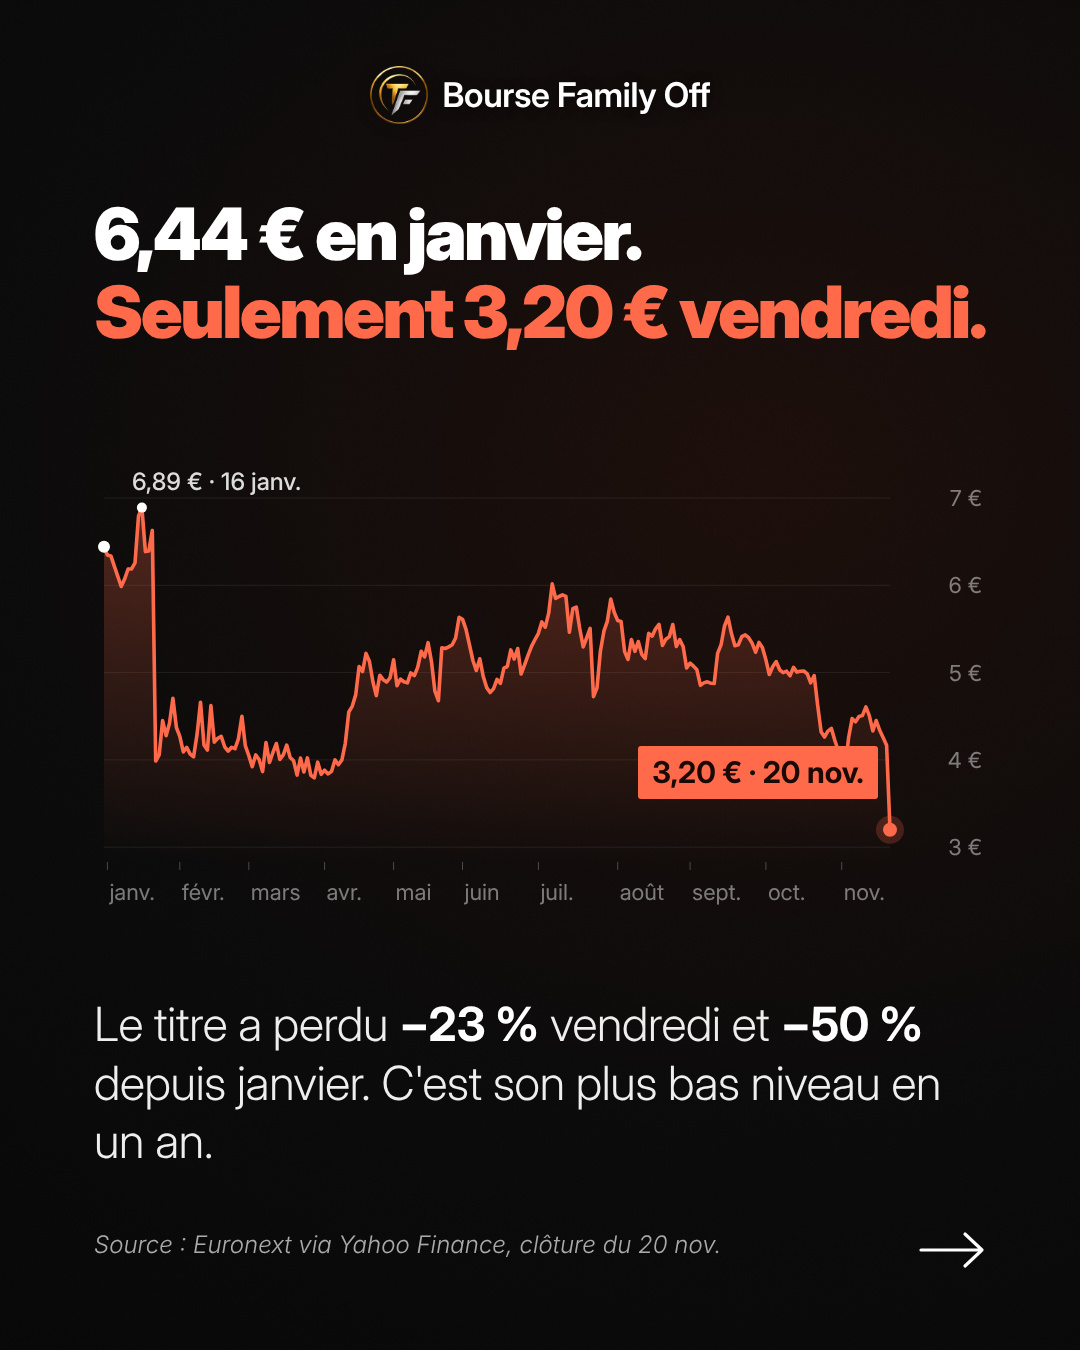 TF
Bourse Family Off
6,44 € en janvier.
Seulement 3,20 € vendredi.
6,89 € · 16 janv.
7 €
6 €
5 €
4 €
3,20 € · 20 nov.
3 €
janv. févr. mars avr. mai juin juil. août sept. oct. nov.
Le titre a perdu –23 % vendredi et –50 %
depuis janvier. C'est son plus bas niveau en
un an.
Source : Euronext via Yahoo Finance, clôture du 20 nov.